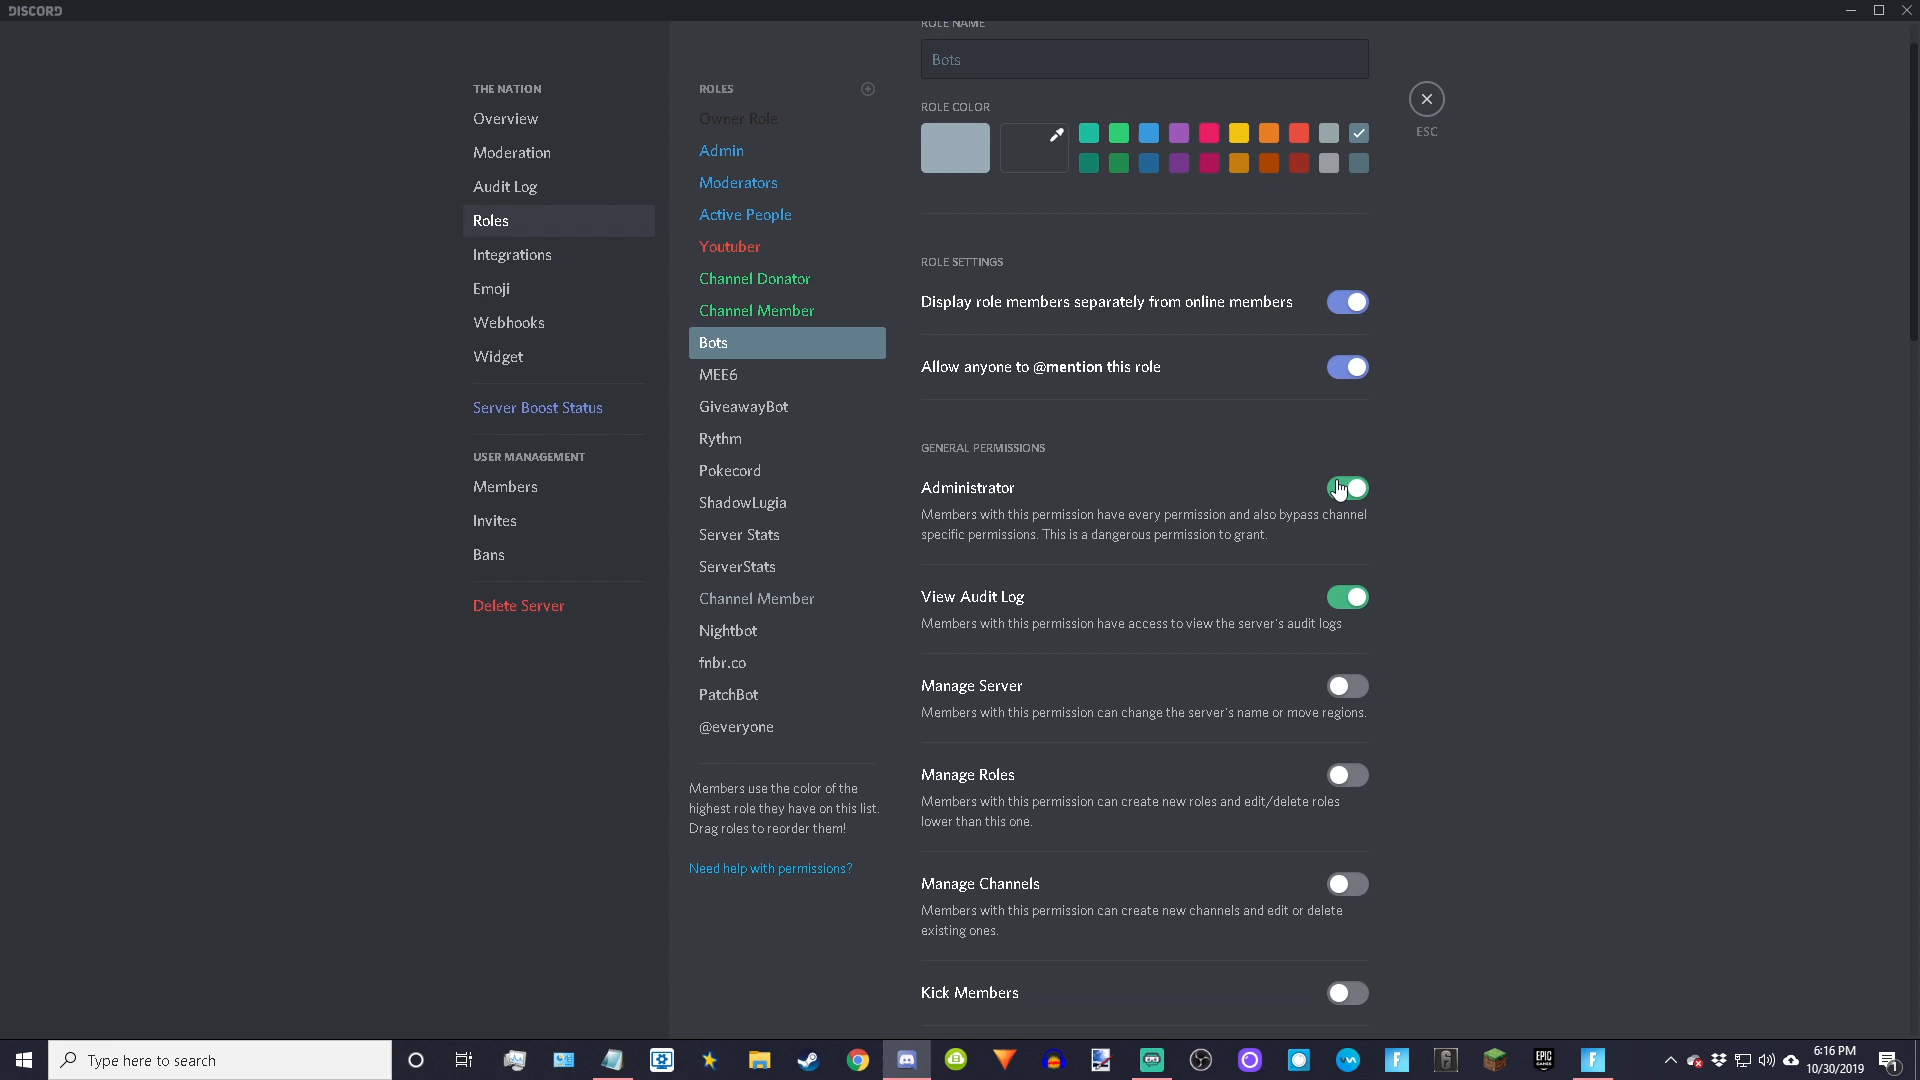 DISCORD
THE NATION
Overview
Moderation
Audit Log
Roles
Integrations
Emoji
Webhooks
Widget
Server Boost Status
USER MANAGEMENT
Members
Invites
Bans
Delete Server
ROLES
Owner Role
Admin
Moderators
Active People
Youtuber
Channel Donator
Channel Member
Bots
MEE6
GiveawayBot
Rythm
Pokecord
ShadowLugia
Server Stats
ServerStats
Channel Member
Nightbot
fnbr.co
PatchBot
@everyone
Members use the color of the
highest role they have on this list.
Drag roles to reorder them!
Need help with permissions?
ROLE NAME
Bots
ROLE COLOR
ROLE SETTINGS
Display role members separately from online members
Allow anyone to @mention this role
GENERAL PERMISSIONS
Administrator
Members with this permission have every permission and also bypass channel
specific permissions. This is a dangerous permission to grant.
View Audit Log
Members with this permission have access to view the server's audit logs
Manage Server
Members with this permission can change the server's name or move regions.
Manage Roles
Members with this permission can create new roles and edit/delete roles
lower than this one.
Manage Channels
Members with this permission can create new channels and edit or delete
existing ones.
Kick Members
ESC
Type here to search
EPIC
GAMES
6:16 PM
10/30/2019
1